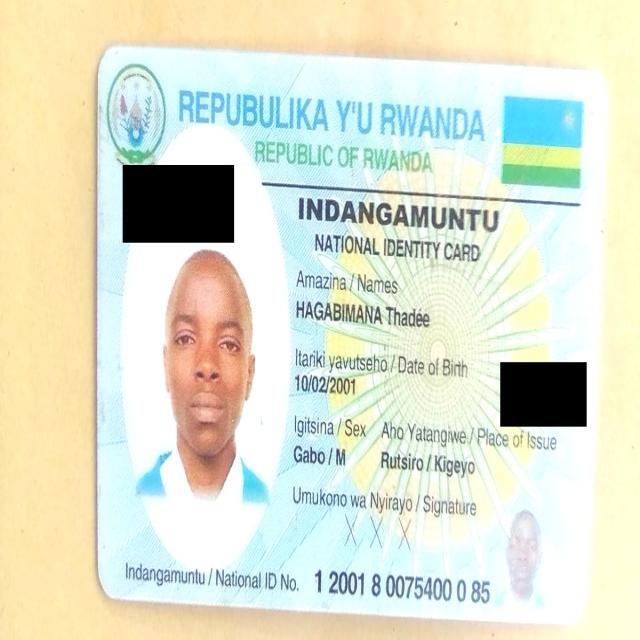 REPUBULIKA Y'U RWANDA
REPUBLIC OF RWANDA
INDANGAMUNTU
NATIONAL IDENTITY CARD
Amazina / Names
HAGABIMANA Thadée
Itariki yavutseho / Date of Birth
10/02/2001
Igitsina / Sex Aho Yatangiwe / Place of Issue
Gabo / M Rutsiro / Kigeyo
Umukono wa Nyirayo / Signature
X X X
Indangamuntu / National ID No. 1 2001 8 0075400 0 85